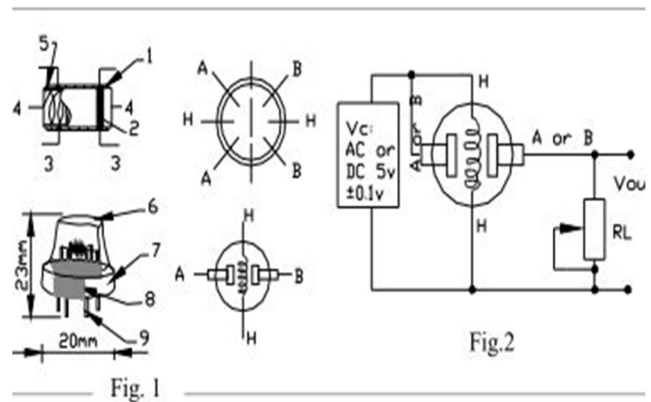 5
1
4
4
2
3
3
A
B
H
H
A
B
6
7
8
9
23mm
20mm
H
A
B
H
Fig. 1
Vc:
AC or
DC 5v
±0.1v
A or B
H
H
A or B
Vou
RL
Fig.2